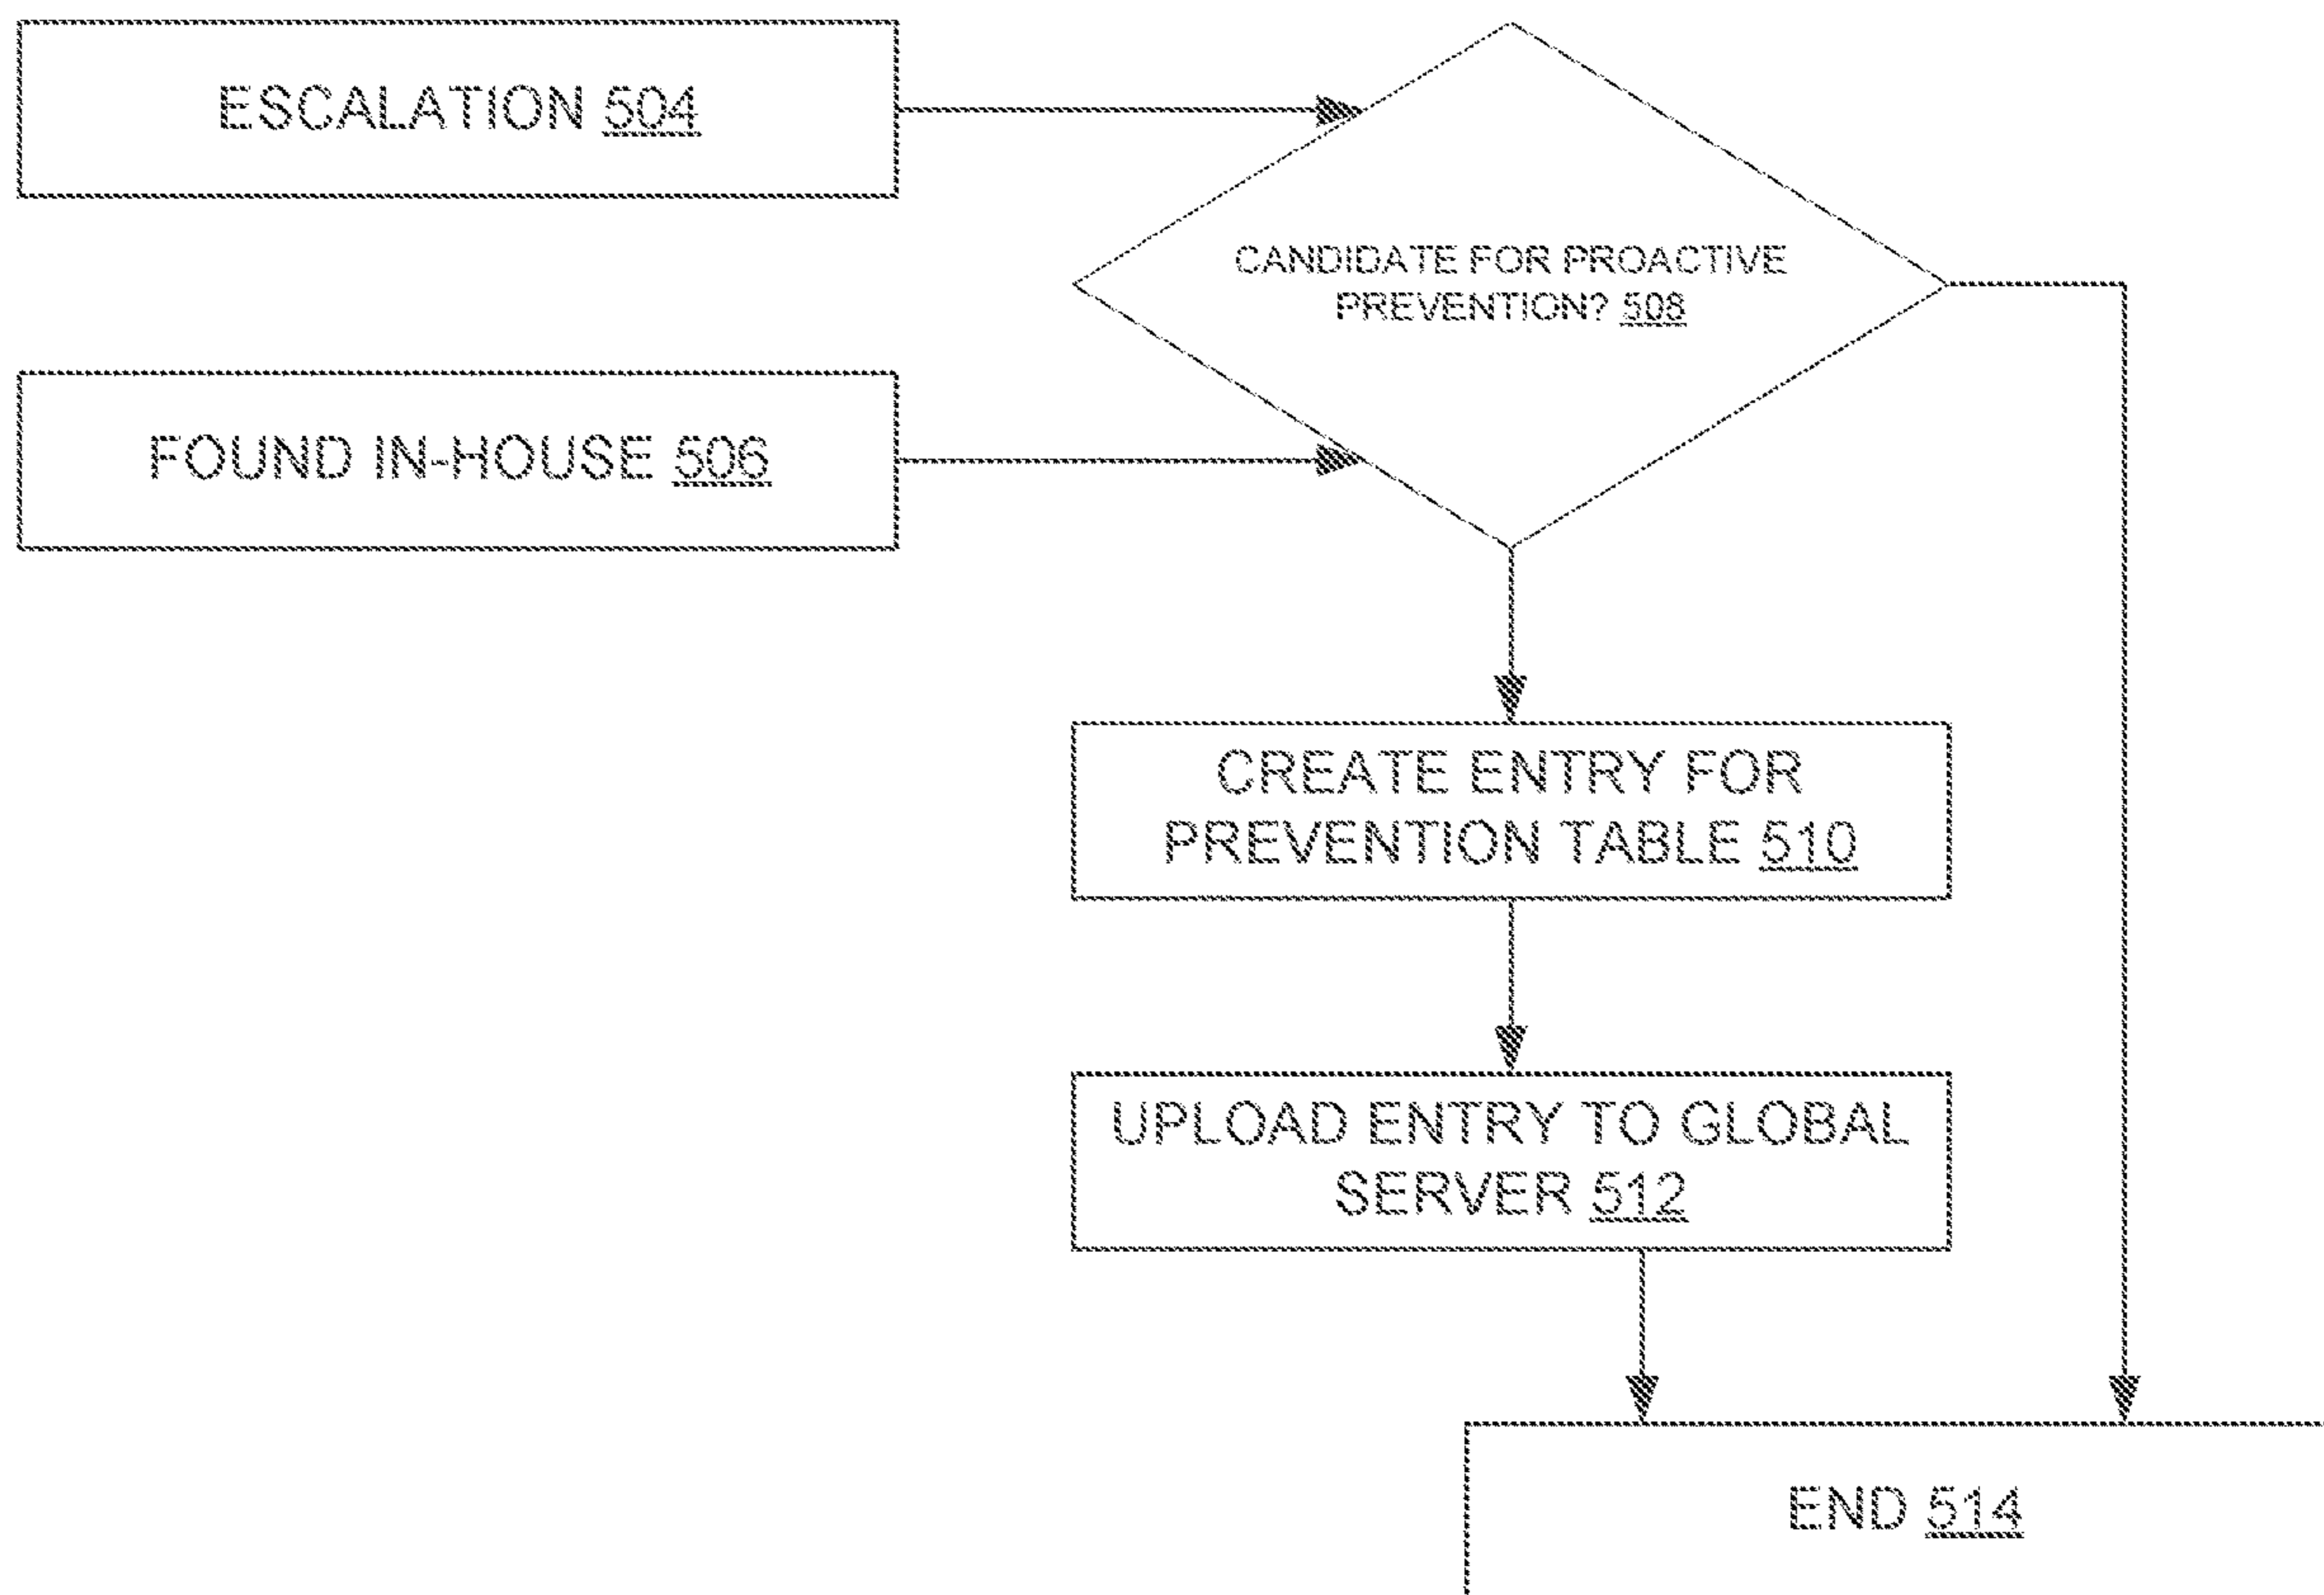 ESCALATION 504
CANDIDATE FOR PROACTIVE
PREVENTION? 508
FOUND IN-HOUSE 506
CREATE ENTRY FOR
PREVENTION TABLE 510
UPLOAD ENTRY TO GLOBAL
SERVER 512
END 514